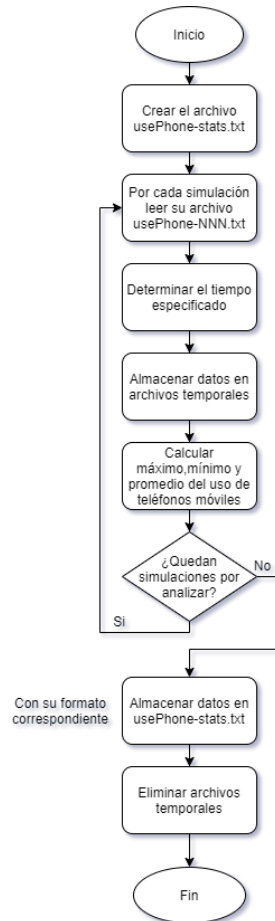 Inicio
Crear el archivo
usePhone-stats.txt
Por cada simulación
leer su archivo
usePhone-NNN.txt
Determinar el tiempo
especificado
Almacenar datos en
archivos temporales
Calcular
máximo,mínimo y
promedio del uso de
teléfonos móviles
¿Quedan
simulaciones por
analizar?
No
Si
Con su formato
correspondiente
Almacenar datos en
usePhone-stats.txt
Eliminar archivos
temporales
Fin